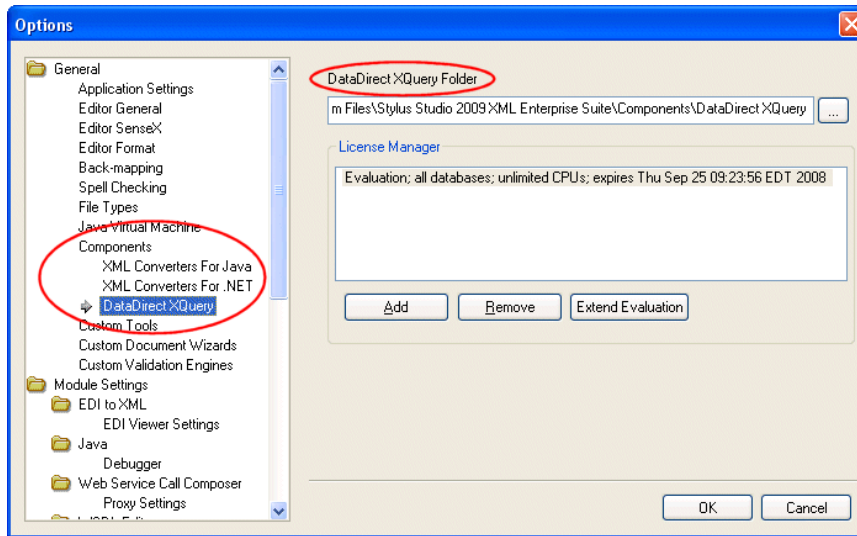 Options
General
Application Settings
Editor General
Editor SenseX
Editor Format
Back-mapping
Spell Checking
File Types
Java Virtual Machine
Components
XML Converters For Java
XML Converters For .NET
DataDirect XQuery
Custom Tools
Custom Document Wizards
Custom Validation Engines
Module Settings
EDI to XML
EDI Viewer Settings
Java
Debugger
Web Service Call Composer
Proxy Settings
DataDirect XQuery Folder
m Files\Stylus Studio 2009 XML Enterprise Suite\Components\DataDirect XQuery
...
License Manager
Evaluation; all databases; unlimited CPUs; expires Thu Sep 25 09:23:56 EDT 2008
Add
Remove
Extend Evaluation
OK
Cancel